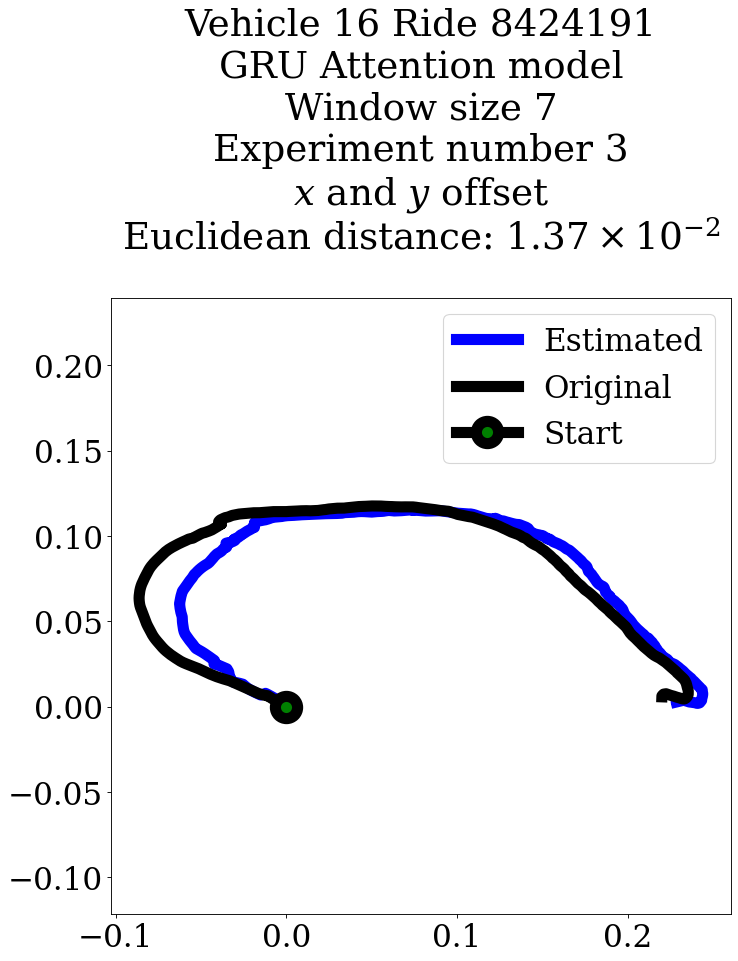 Vehicle 16 Ride 8424191
GRU Attention model
Window size 7
Experiment number 3
x and y offset
Euclidean distance: 1.37 × 10⁻²
Estimated
Original
Start
0.20
0.15
0.10
0.05
0.00
−0.05
−0.10
−0.1 0.0 0.1 0.2